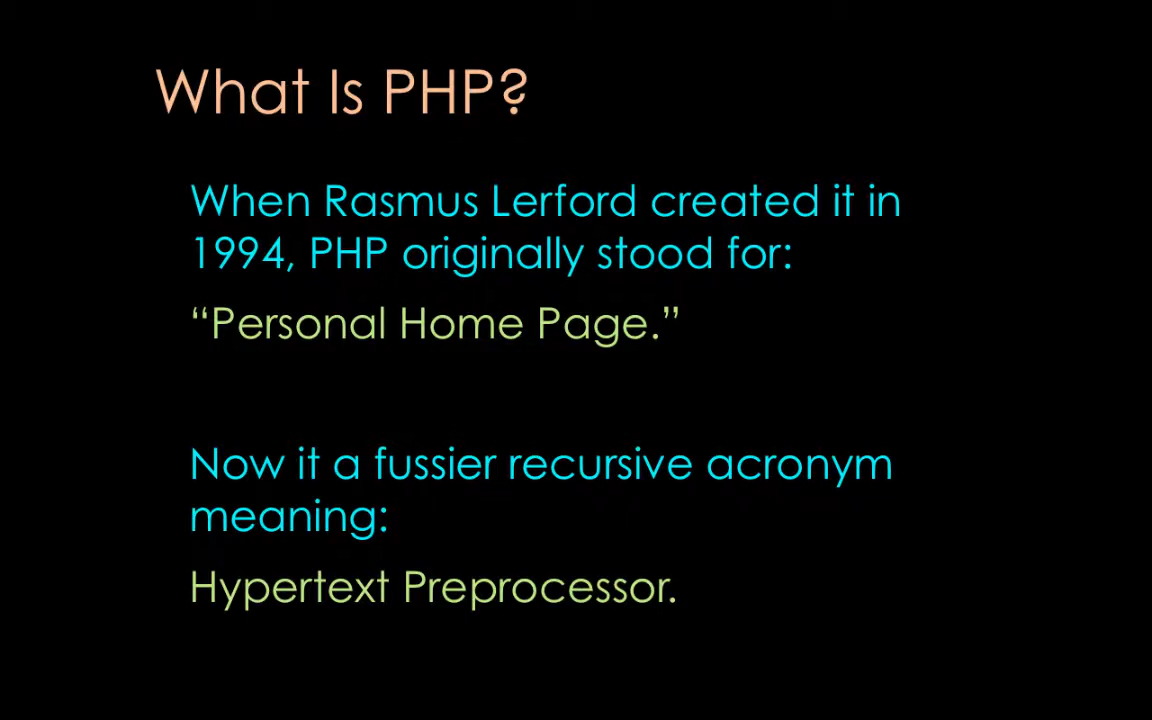 What Is PHP?
When Rasmus Lerford created it in
1994, PHP originally stood for:
“Personal Home Page.”
Now it a fussier recursive acronym
meaning:
Hypertext Preprocessor.